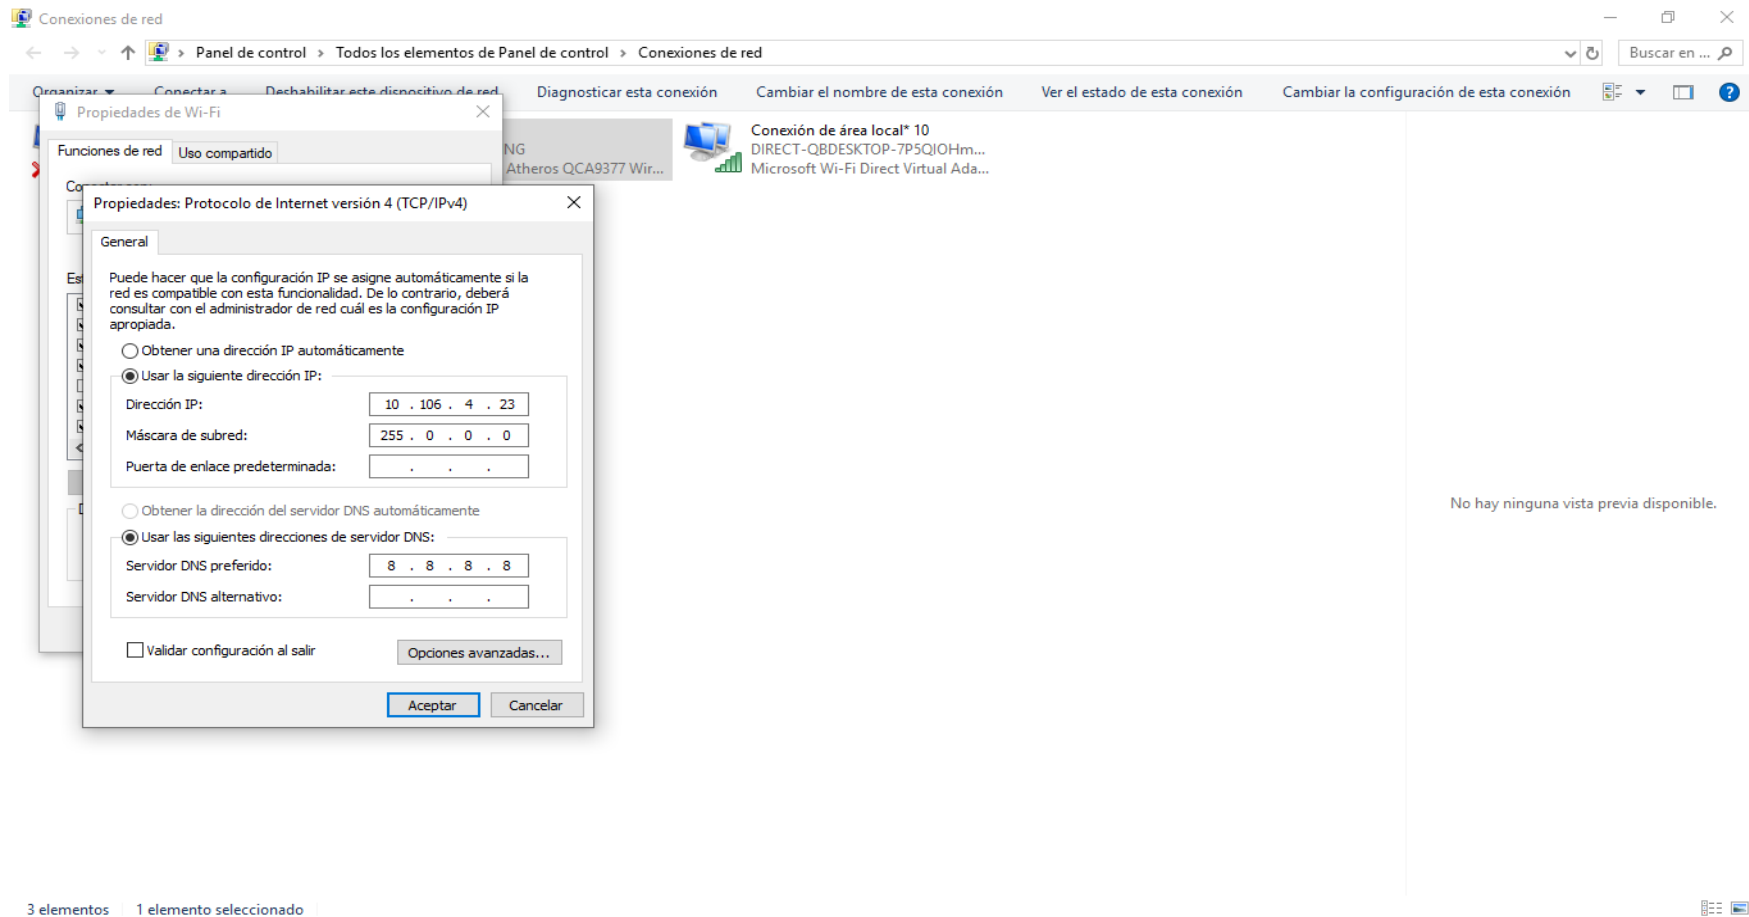 Conexiones de red
Panel de control > Todos los elementos de Panel de control > Conexiones de red
Buscar en ...
Organizar Conectar a Deshabilitar este dispositivo de red Diagnosticar esta conexión Cambiar el nombre de esta conexión Ver el estado de esta conexión Cambiar la configuración de esta conexión
Propiedades de Wi-Fi
Funciones de red Uso compartido
NG
Atheros QCA9377 Wir...
Conexión de área local* 10
DIRECT-QBDESKTOP-7P5QIOHm...
Microsoft Wi-Fi Direct Virtual Ada...
Propiedades: Protocolo de Internet versión 4 (TCP/IPv4)
General
Puede hacer que la configuración IP se asigne automáticamente si la
red es compatible con esta funcionalidad. De lo contrario, deberá
consultar con el administrador de red cuál es la configuración IP
apropiada.
Obtener una dirección IP automáticamente
Usar la siguiente dirección IP:
Dirección IP: 10 . 106 . 4 . 23
Máscara de subred: 255 . 0 . 0 . 0
Puerta de enlace predeterminada: . . .
Obtener la dirección del servidor DNS automáticamente
Usar las siguientes direcciones de servidor DNS:
Servidor DNS preferido: 8 . 8 . 8 . 8
Servidor DNS alternativo: . . .
Validar configuración al salir
Opciones avanzadas...
Aceptar Cancelar
No hay ninguna vista previa disponible.
3 elementos 1 elemento seleccionado